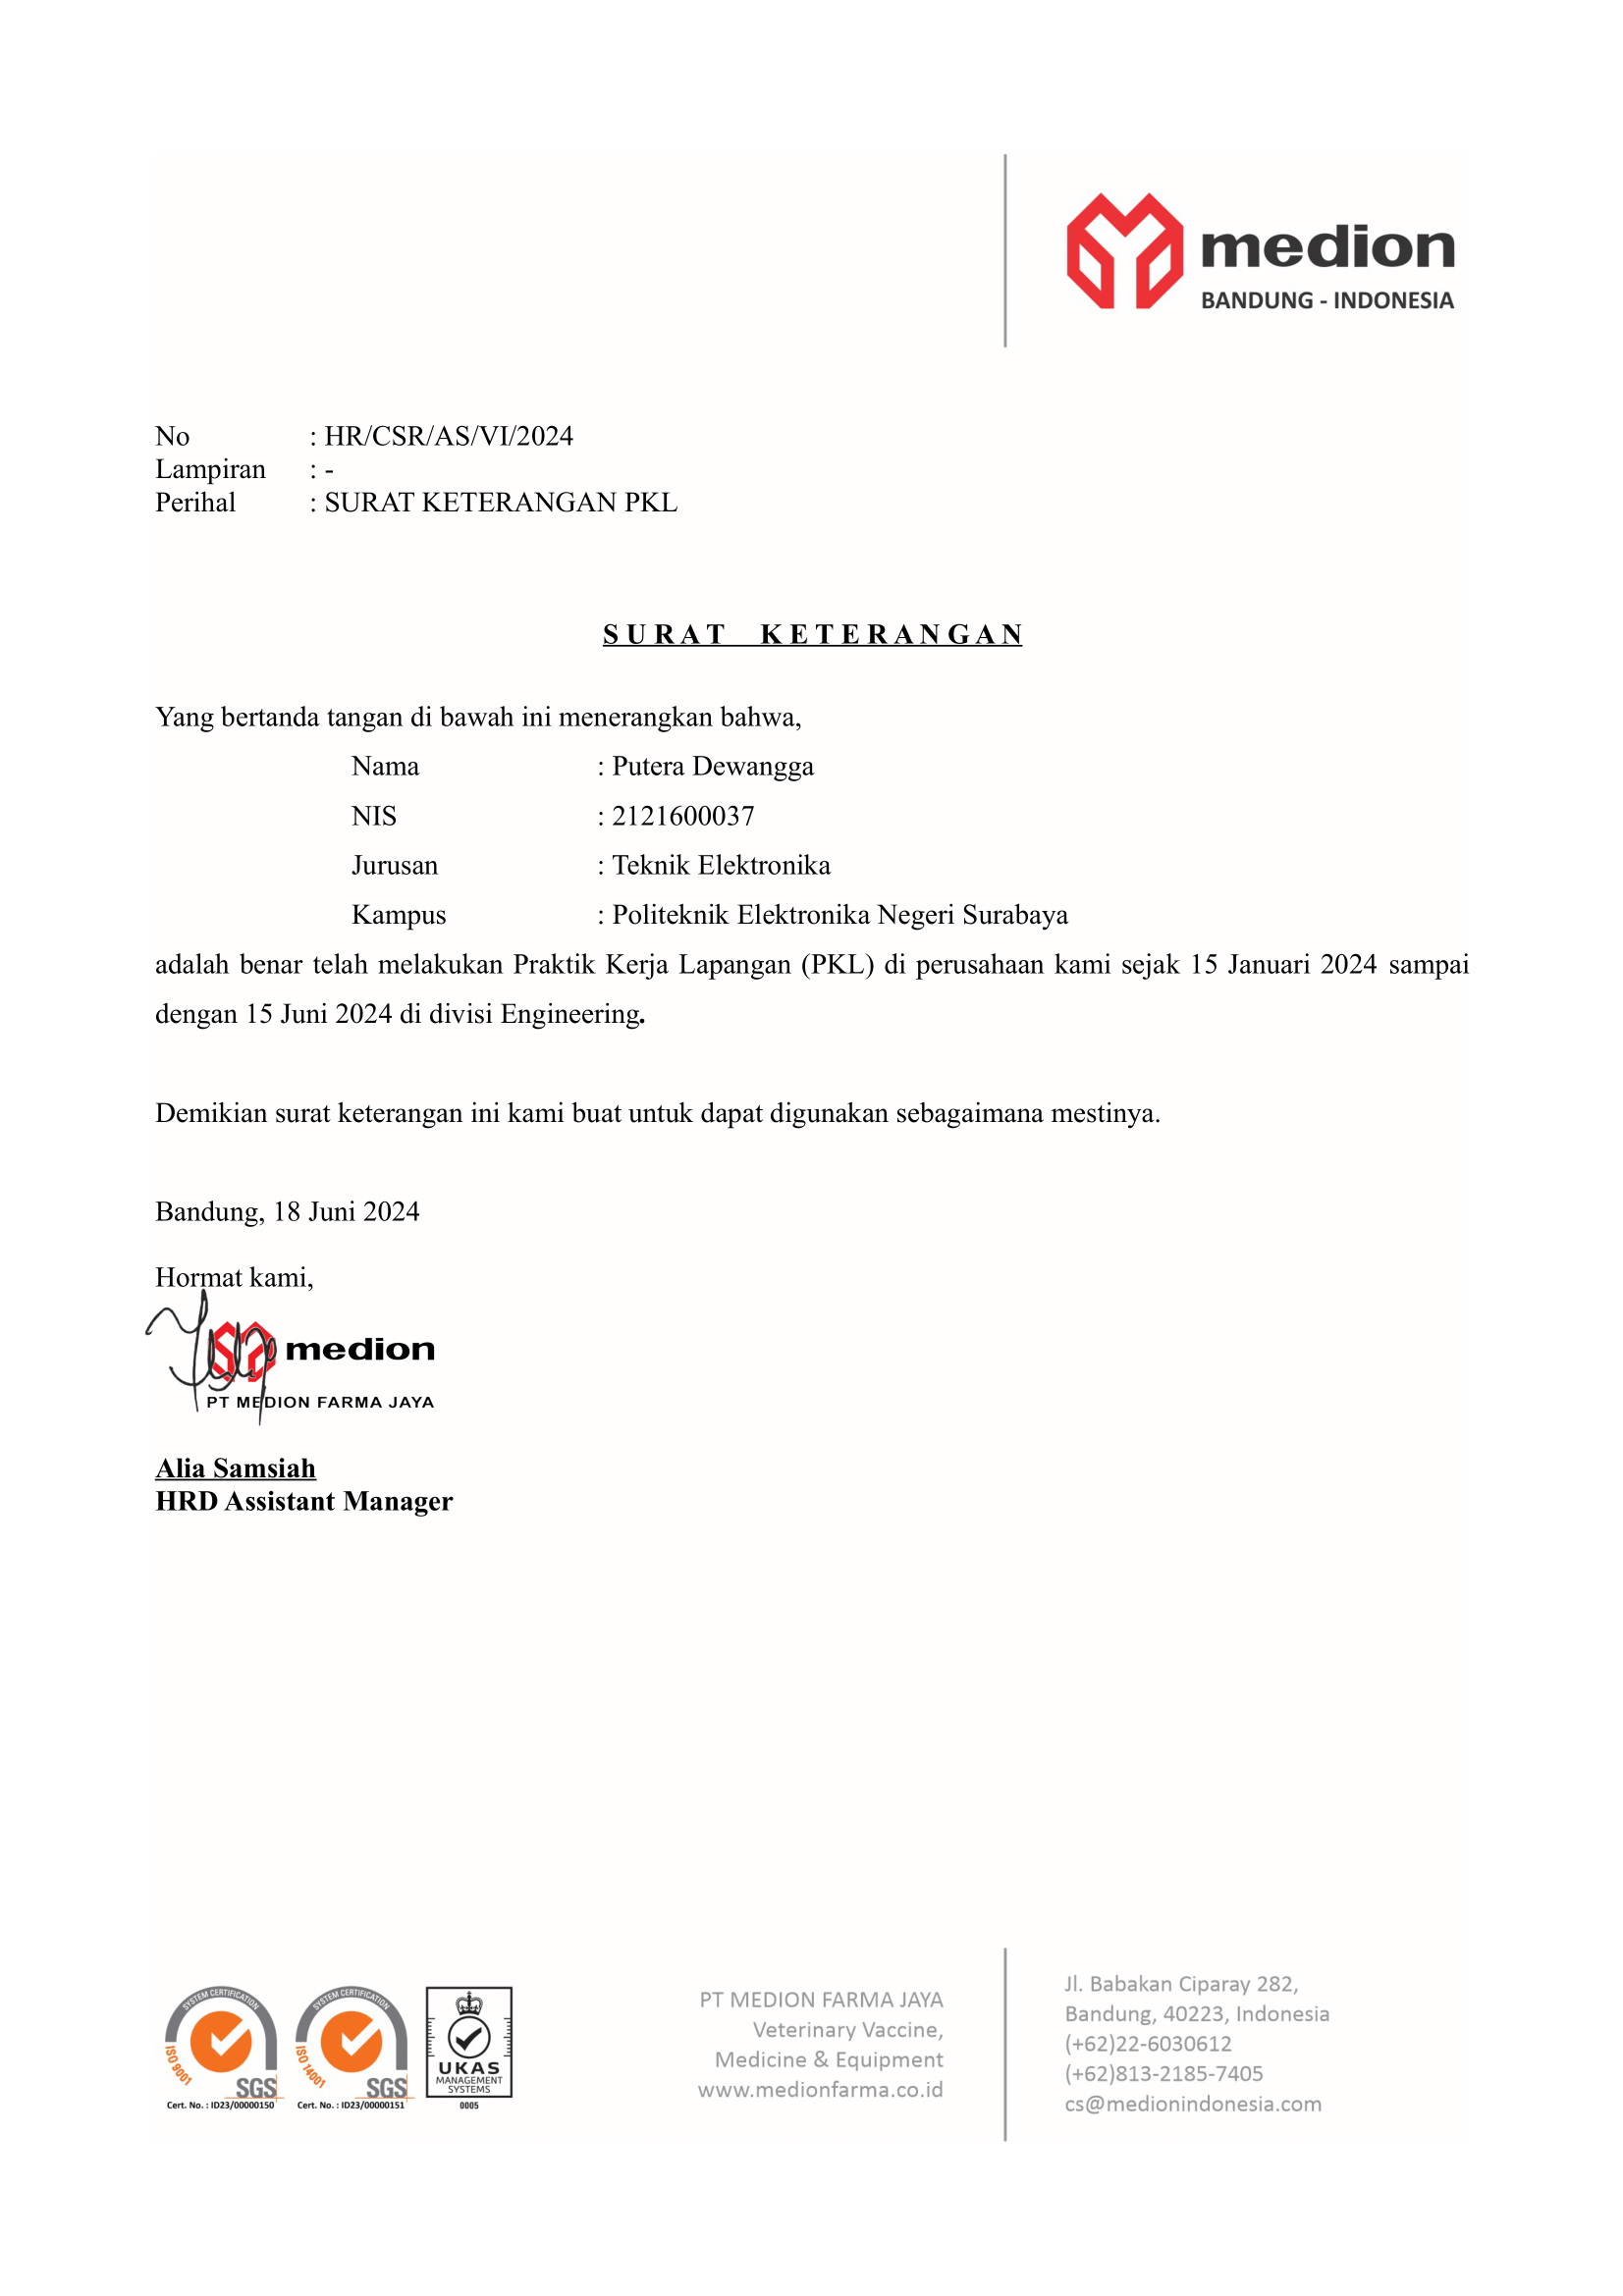 medion
BANDUNG - INDONESIA
No : HR/CSR/AS/VI/2024
Lampiran : -
Perihal : SURAT KETERANGAN PKL
SURAT KETERANGAN
Yang bertanda tangan di bawah ini menerangkan bahwa,
Nama : Putera Dewangga
NIS : 2121600037
Jurusan : Teknik Elektronika
Kampus : Politeknik Elektronika Negeri Surabaya
adalah benar telah melakukan Praktik Kerja Lapangan (PKL) di perusahaan kami sejak 15 Januari 2024 sampai
dengan 15 Juni 2024 di divisi Engineering.
Demikian surat keterangan ini kami buat untuk dapat digunakan sebagaimana mestinya.
Bandung, 18 Juni 2024
Hormat kami,
medion
PT MEDION FARMA JAYA
Alia Samsiah
HRD Assistant Manager
SYSTEM CERTIFICATION
ISO 9001
SGS
Cert. No. : ID23/00000150
SYSTEM CERTIFICATION
ISO 14001
SGS
Cert. No. : ID23/00000151
UKAS
MANAGEMENT
SYSTEMS
0005
PT MEDION FARMA JAYA
Veterinary Vaccine,
Medicine & Equipment
www.medionfarma.co.id
Jl. Babakan Ciparay 282,
Bandung, 40223, Indonesia
(+62)22-6030612
(+62)813-2185-7405
cs@medionindonesia.com